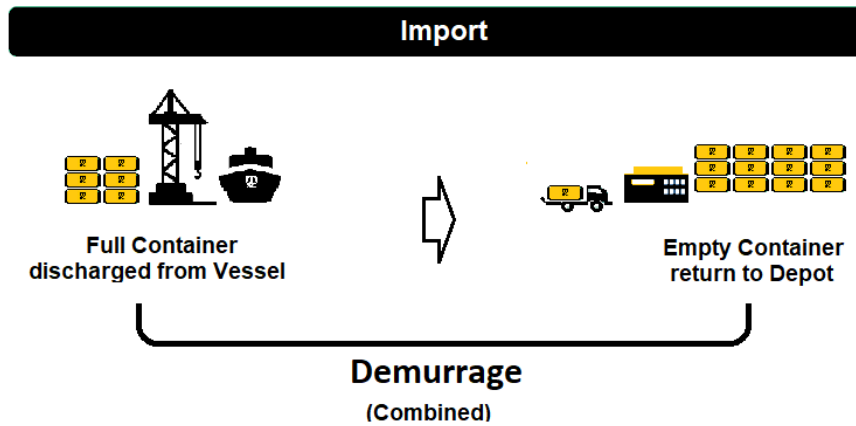 Import
Full Container
discharged from Vessel
Empty Container
return to Depot
Demurrage
(Combined)